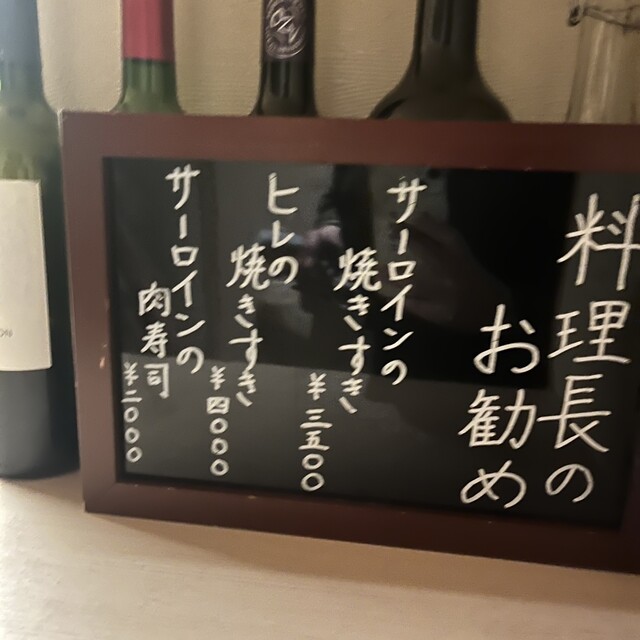 料理長の
お勧め
サーロインの
焼きすき
¥三五〇〇
ヒレの
焼きすき
¥四〇〇〇
サーロインの
肉寿司
¥二〇〇〇